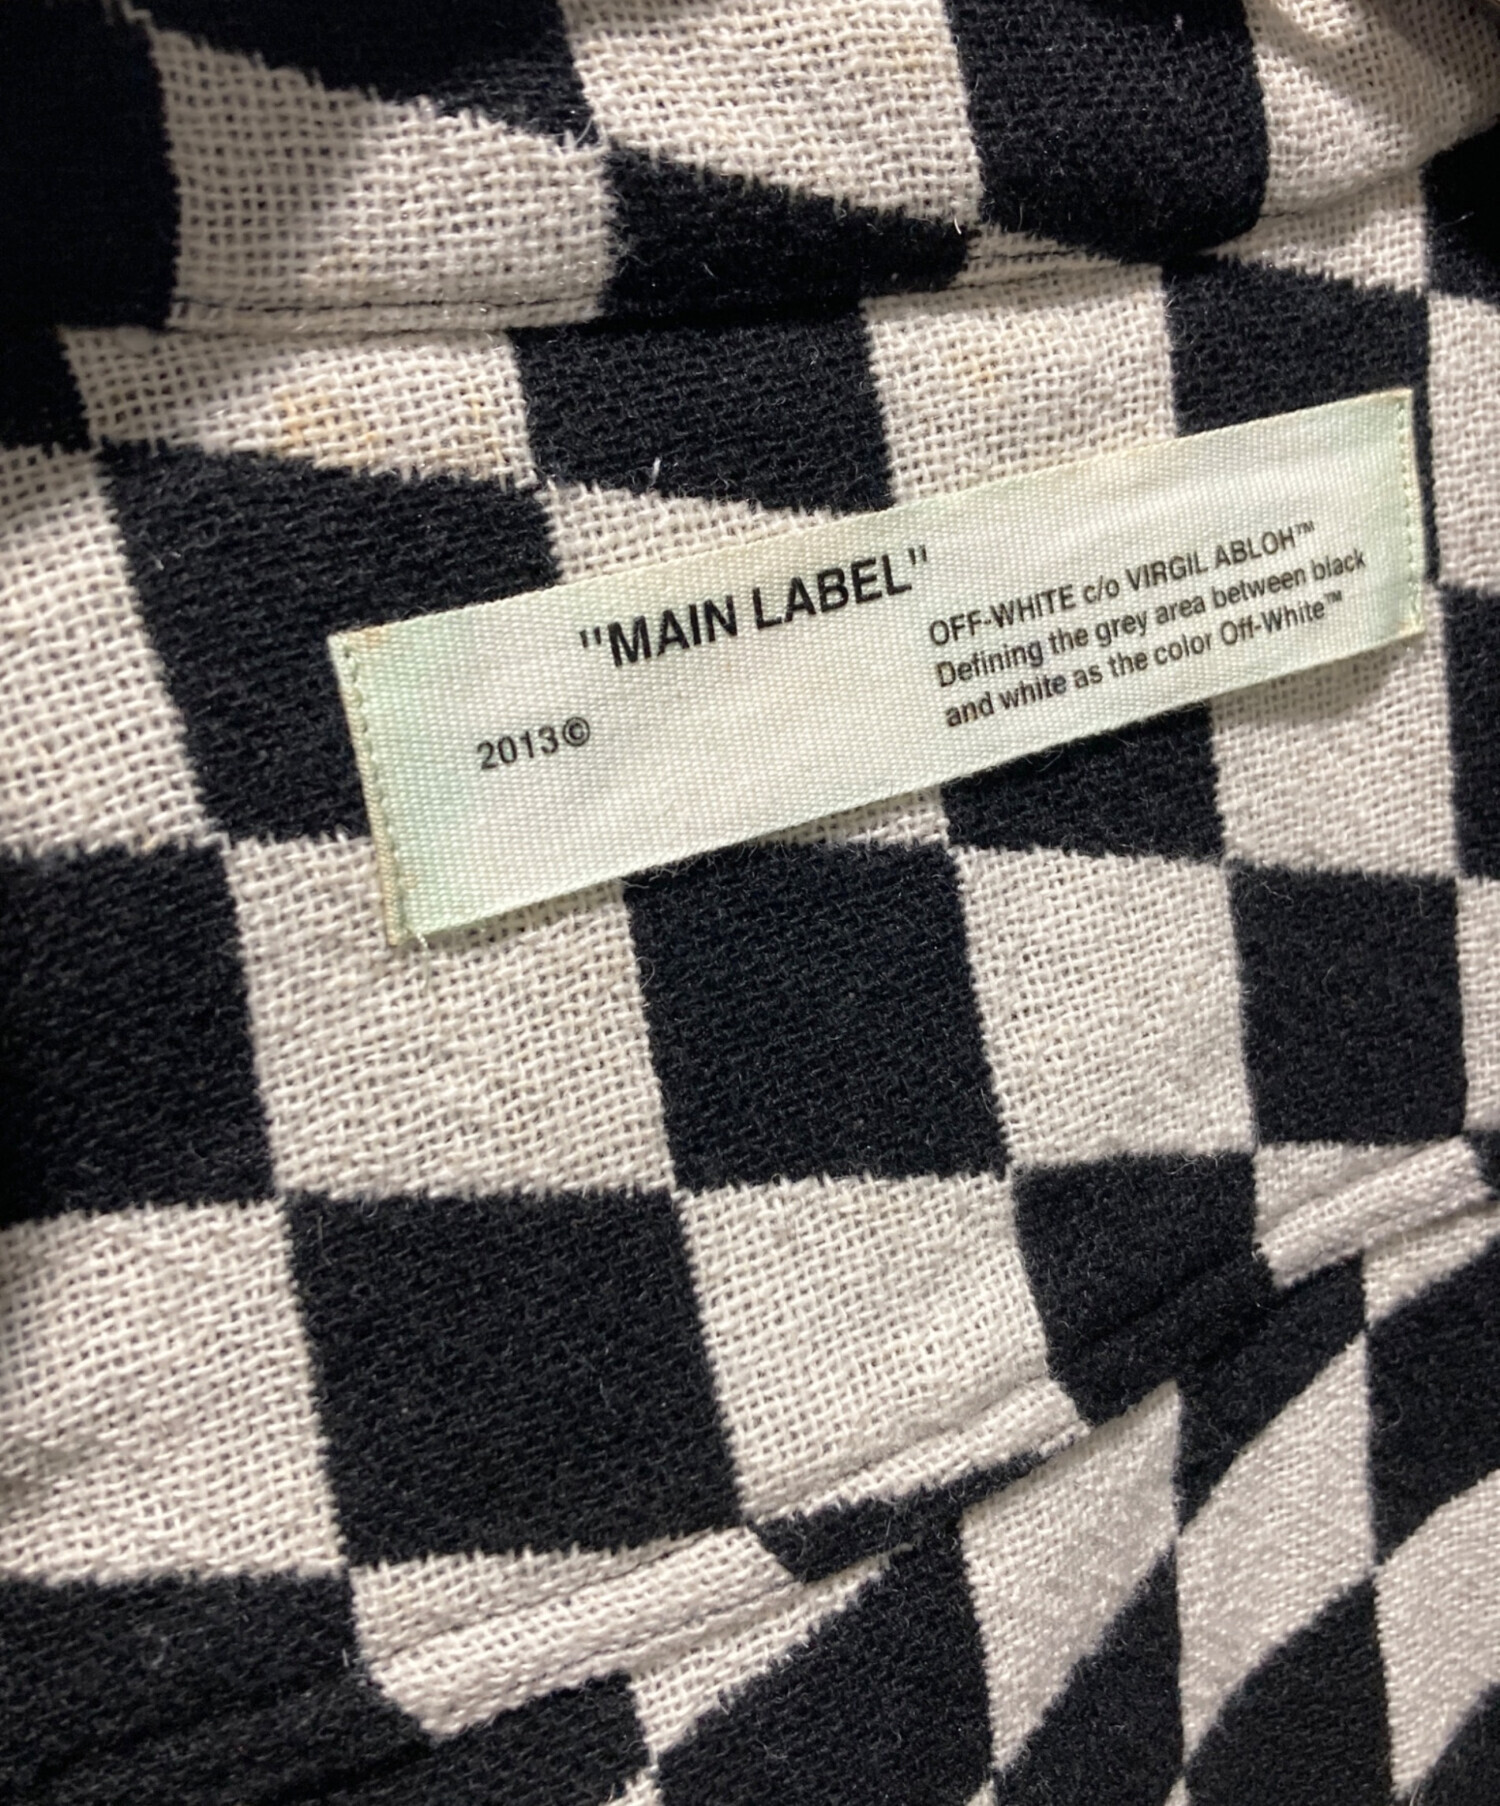 "MAIN LABEL"
2013©
OFF-WHITE c/o VIRGIL ABLOH™
Defining the grey area between black
and white as the color Off-White™